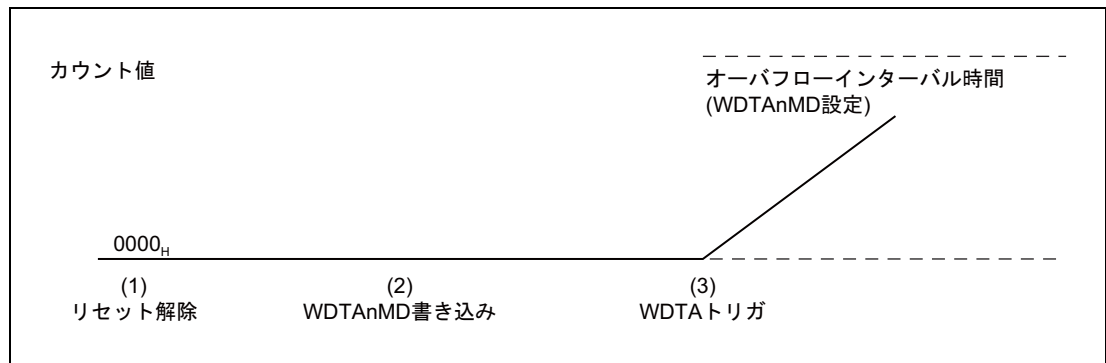 カウント値
オーバフローインターバル時間
(WDTAnMD設定)
0000H
(1)
リセット解除
(2)
WDTAnMD書き込み
(3)
WDTAトリガ